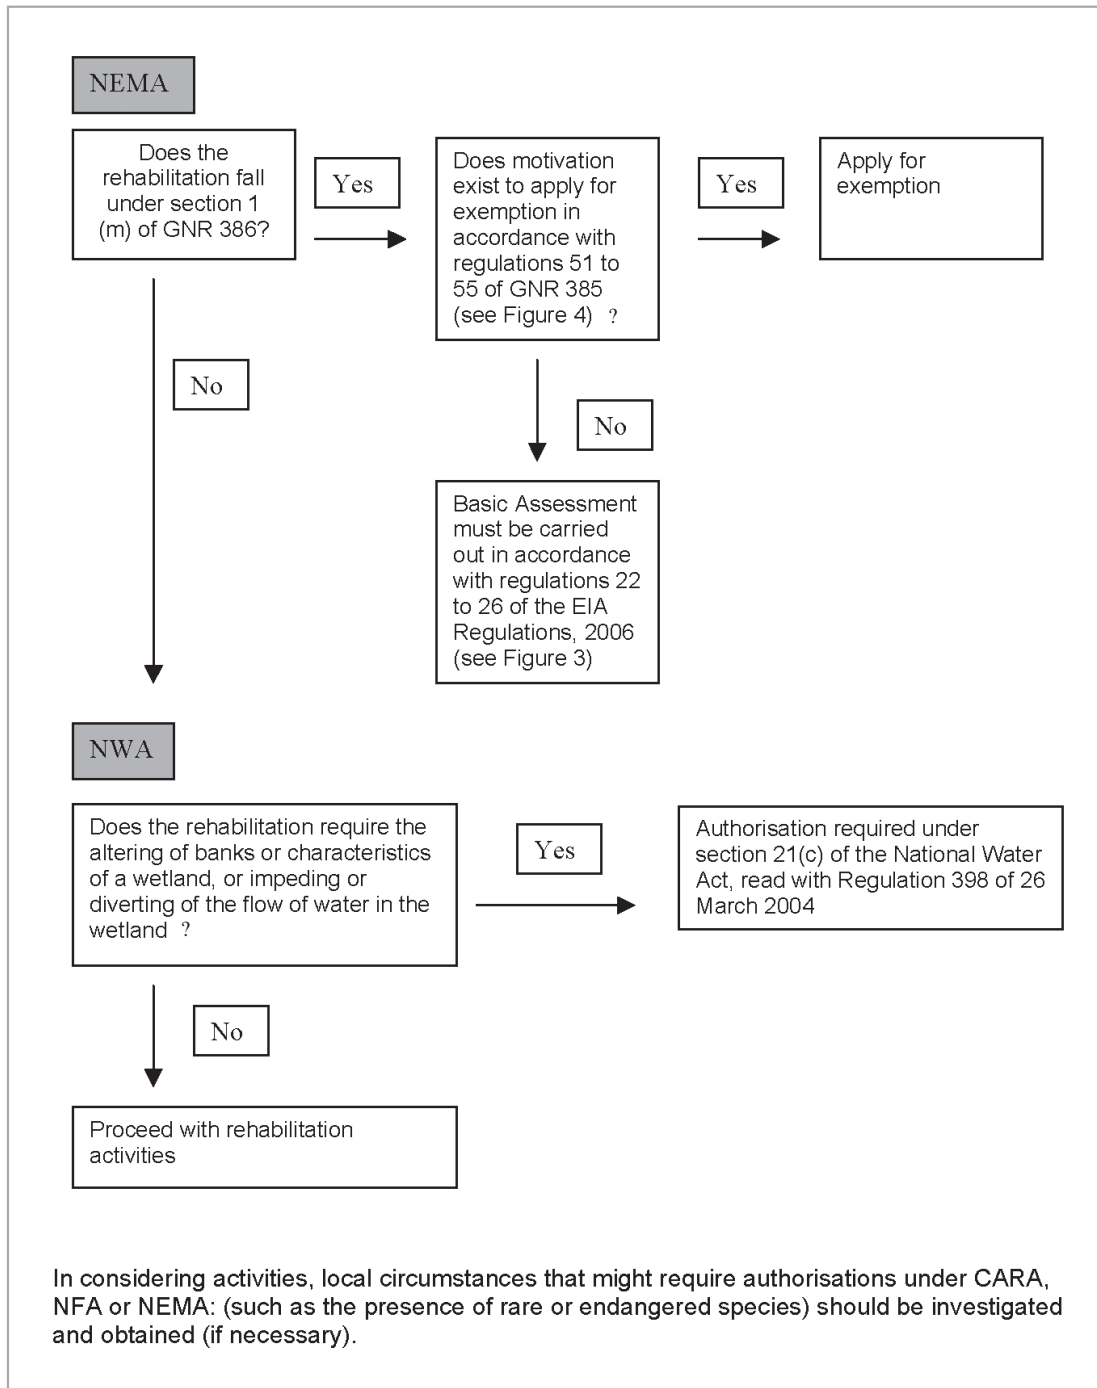 NEMA
Does the
rehabilitation fall
under section 1
(m) of GNR 386?
Yes
Does motivation
exist to apply for
exemption in
accordance with
regulations 51 to
55 of GNR 385
(see Figure 4) ?
Yes
Apply for
exemption
No
No
Basic Assessment
must be carried
out in accordance
with regulations 22
to 26 of the EIA
Regulations, 2006
(see Figure 3)
NWA
Does the rehabilitation require the
altering of banks or characteristics
of a wetland, or impeding or
diverting of the flow of water in the
wetland ?
Yes
Authorisation required under
section 21(c) of the National Water
Act, read with Regulation 398 of 26
March 2004
No
Proceed with rehabilitation
activities
In considering activities, local circumstances that might require authorisations under CARA,
NFA or NEMA: (such as the presence of rare or endangered species) should be investigated
and obtained (if necessary).